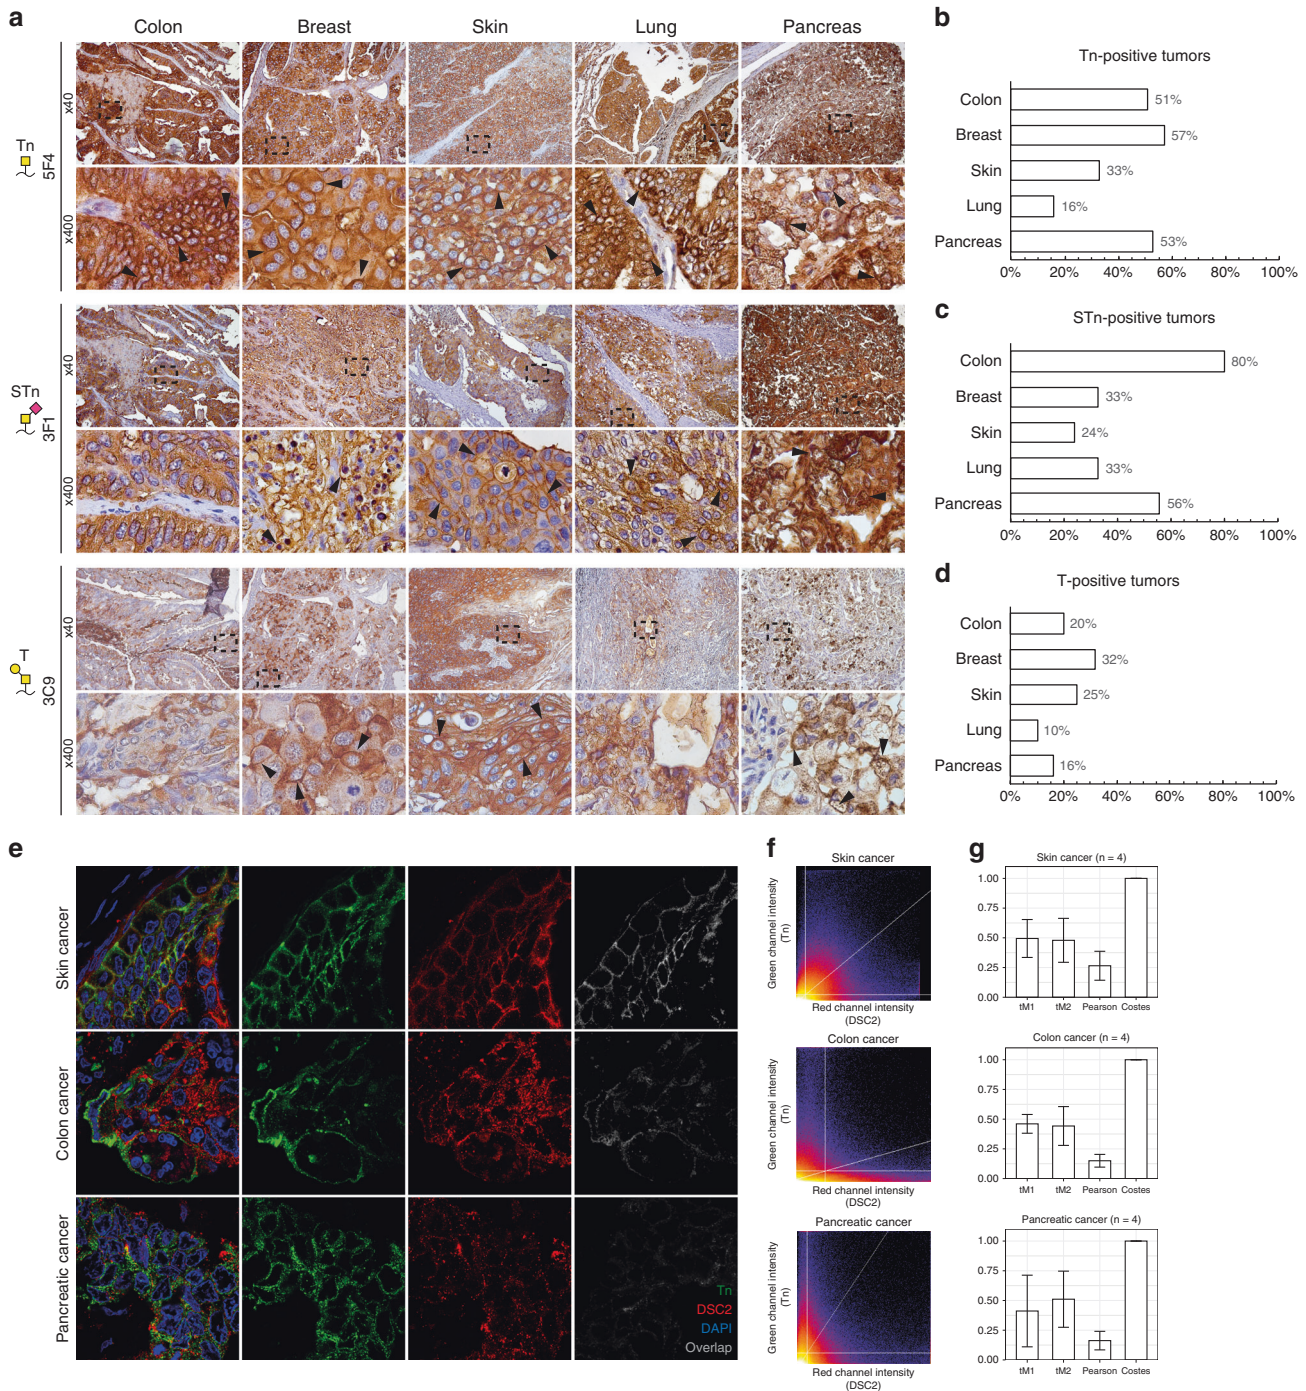 a
Colon Breast Skin Lung Pancreas
Tn
5F4
x40
x400
STn
3F1
x40
x400
T
3C9
x40
x400
b
Tn-positive tumors
Colon 51%
Breast 57%
Skin 33%
Lung 16%
Pancreas 53%
0% 20% 40% 60% 80% 100%
c
STn-positive tumors
Colon 80%
Breast 33%
Skin 24%
Lung 33%
Pancreas 56%
0% 20% 40% 60% 80% 100%
d
T-positive tumors
Colon 20%
Breast 32%
Skin 25%
Lung 10%
Pancreas 16%
0% 20% 40% 60% 80% 100%
e
Skin cancer
Colon cancer
Pancreatic cancer
Tn
DSC2
DAPI
Overlap
f
Skin cancer
Green channel intensity
(Tn)
Red channel intensity
(DSC2)
Colon cancer
Green channel intensity
(Tn)
Red channel intensity
(DSC2)
Pancreatic cancer
Green channel intensity
(Tn)
Red channel intensity
(DSC2)
g
Skin cancer (n = 4)
1.00
0.75
0.50
0.25
0.00
tM1 tM2 Pearson Costes
Colon cancer (n = 4)
1.00
0.75
0.50
0.25
0.00
tM1 tM2 Pearson Costes
Pancreatic cancer (n = 4)
1.00
0.75
0.50
0.25
0.00
tM1 tM2 Pearson Costes